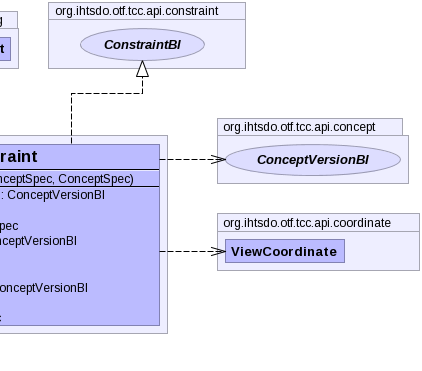 org.ihtsdo.otf.tcc.api.constraint
g
t
ConstraintBI
org.ihtsdo.otf.tcc.api.concept
ConceptVersionBI
raint
nceptSpec, ConceptSpec)
: ConceptVersionBI
org.ihtsdo.otf.tcc.api.coordinate
pec
nceptVersionBI
ViewCoordinate
onceptVersionBI